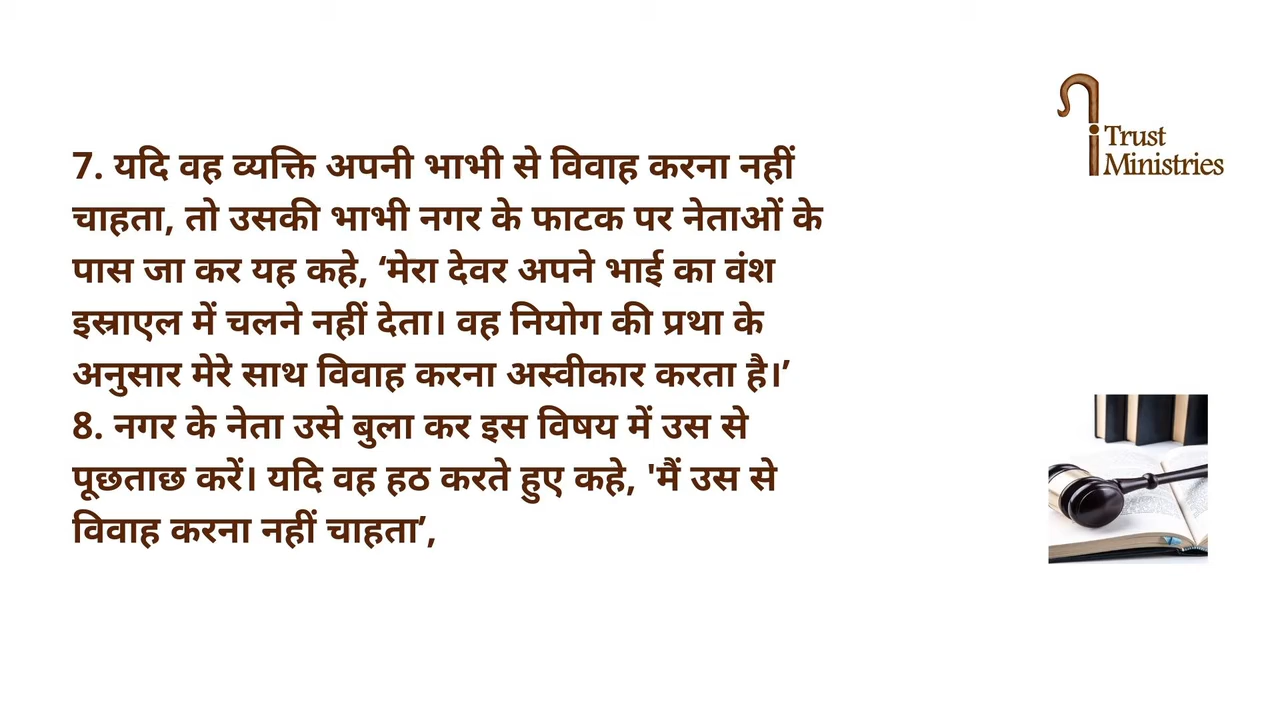 7. यदि वह व्यक्ति अपनी भाभी से विवाह करना नहीं
चाहता, तो उसकी भाभी नगर के फाटक पर नेताओं के
पास जा कर यह कहे, ‘मेरा देवर अपने भाई का वंश
इस्राएल में चलने नहीं देता। वह नियोग की प्रथा के
अनुसार मेरे साथ विवाह करना अस्वीकार करता है।’
8. नगर के नेता उसे बुला कर इस विषय में उस से
पूछताछ करें। यदि वह हठ करते हुए कहे, 'मैं उस से
विवाह करना नहीं चाहता’,
i Trust
Ministries